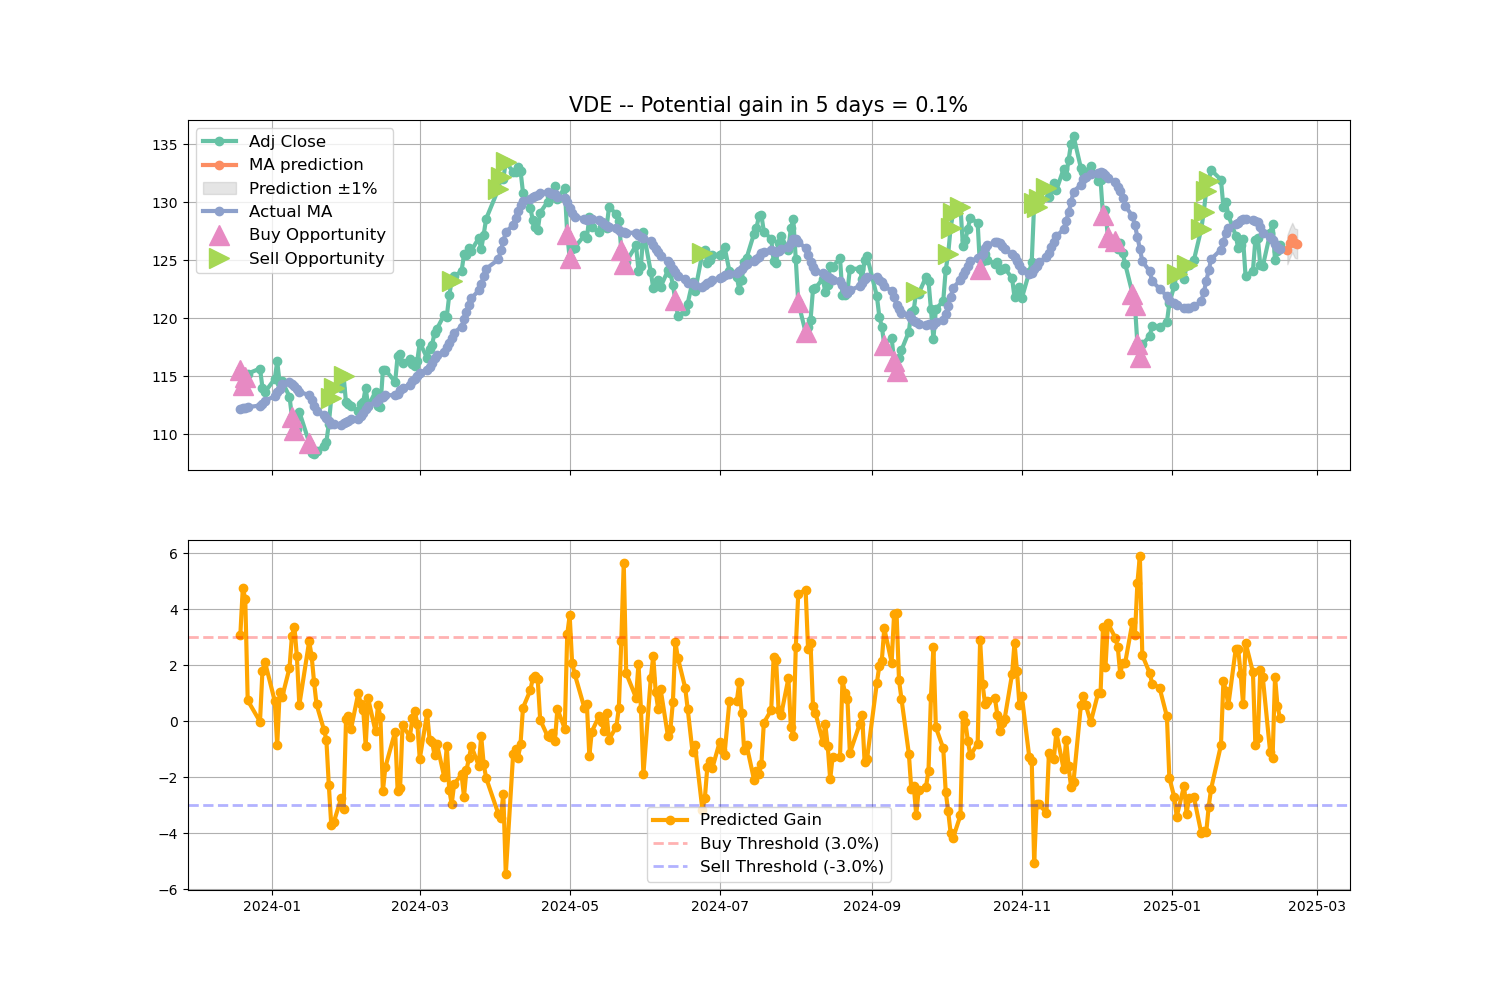 VDE -- Potential gain in 5 days = 0.1%
135
130
125
120
115
110
Adj Close
MA prediction
Prediction ±1%
Actual MA
Buy Opportunity
Sell Opportunity
6
4
2
0
−2
−4
−6
Predicted Gain
Buy Threshold (3.0%)
Sell Threshold (-3.0%)
2024-01 2024-03 2024-05 2024-07 2024-09 2024-11 2025-01 2025-03